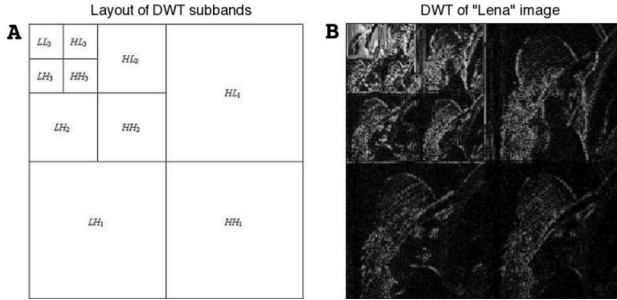 Layout of DWT subbands
A
LL₃ HL₃ HL₂ HL₁
LH₃ HH₃
LH₂ HH₂
LH₁ HH₁
DWT of "Lena" image
B